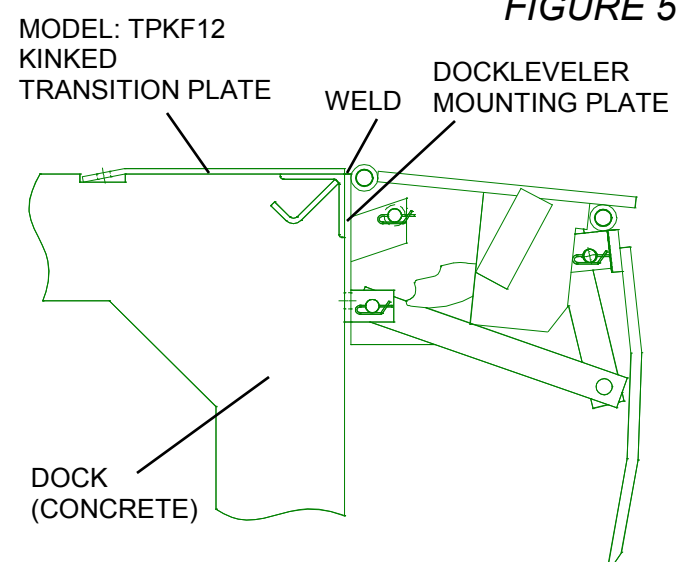 FIGURE 5
MODEL: TPKF12
KINKED
TRANSITION PLATE
WELD
DOCKLEVELER
MOUNTING PLATE
DOCK
(CONCRETE)